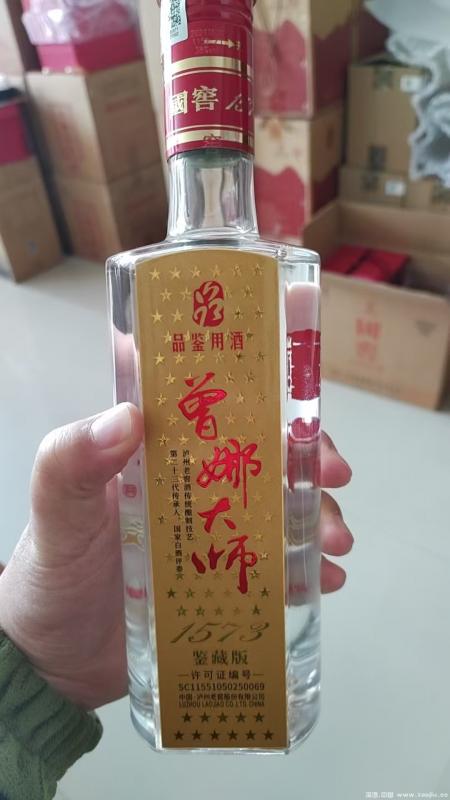 國窖 1573
品鉴用酒
曾娜大师
泸州老窖酒传统酿制技艺
第二十三代传承人、国家白酒评委
1573
鉴藏版
许可证编号
SC11551050250069
中国·泸州老窖股份有限公司
LUZHOU LAOJIAO CO.,LTD. CHINA
國窖